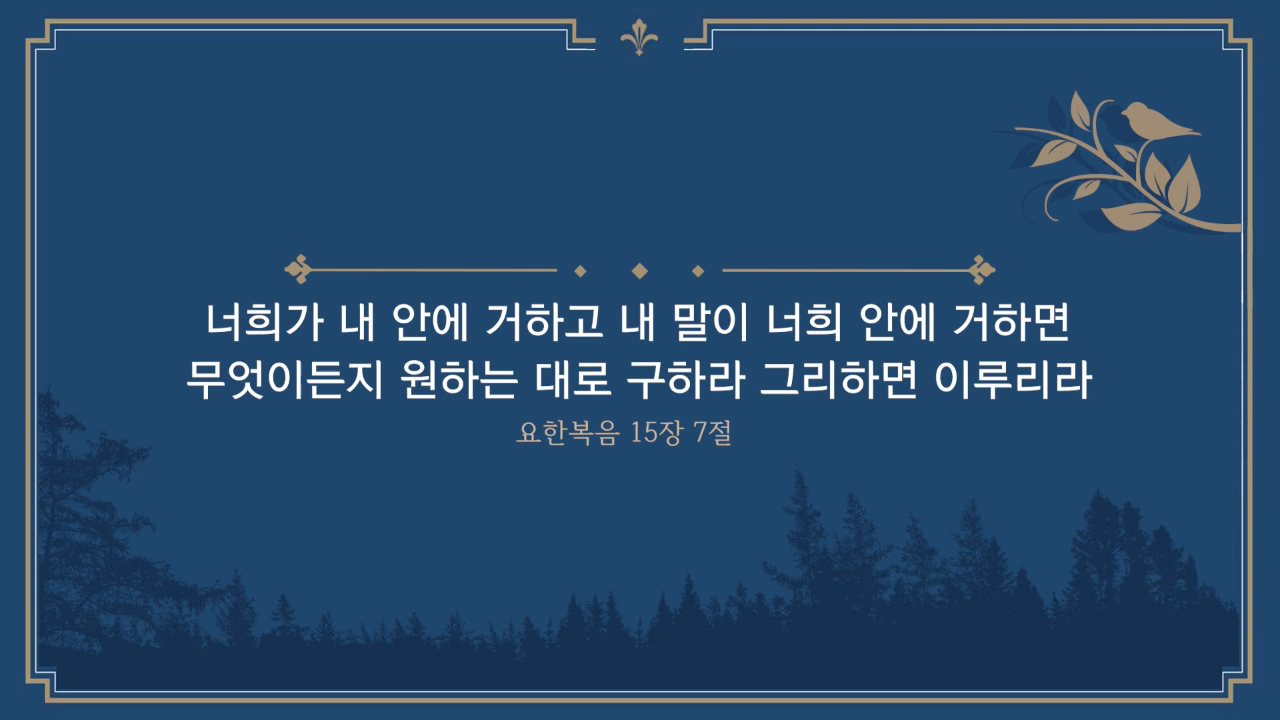 너희가 내 안에 거하고 내 말이 너희 안에 거하면
무엇이든지 원하는 대로 구하라 그리하면 이루리라
요한복음 15장 7절